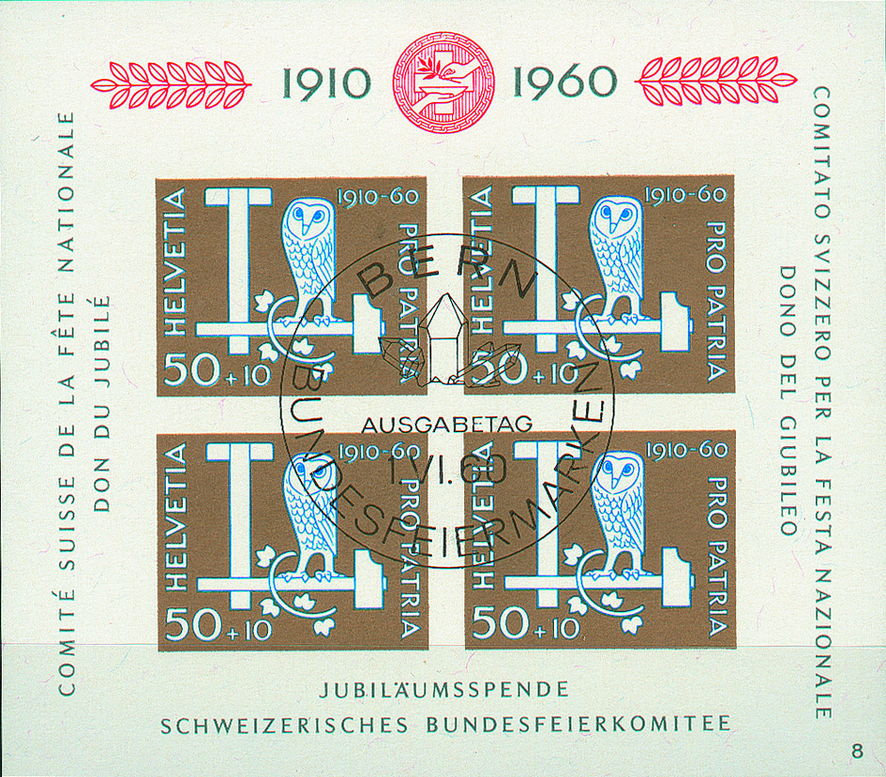 1910 1960
COMITÉ SUISSE DE LA FÊTE NATIONALE
DON DU JUBILÉ
HELVETIA
1910-60
PRO PATRIA
50+10
HELVETIA
1910-60
PRO PATRIA
50+10
BERN
AUSGABETAG
1.VI.60
BUNDESFEIERMARKEN
HELVETIA
1910-60
PRO PATRIA
50+10
HELVETIA
1910-60
PRO PATRIA
50+10
COMITATO SVIZZERO PER LA FESTA NAZIONALE
DONO DEL GIUBILEO
JUBILÄUMSSPENDE
SCHWEIZERISCHES BUNDESFEIERKOMITEE
8